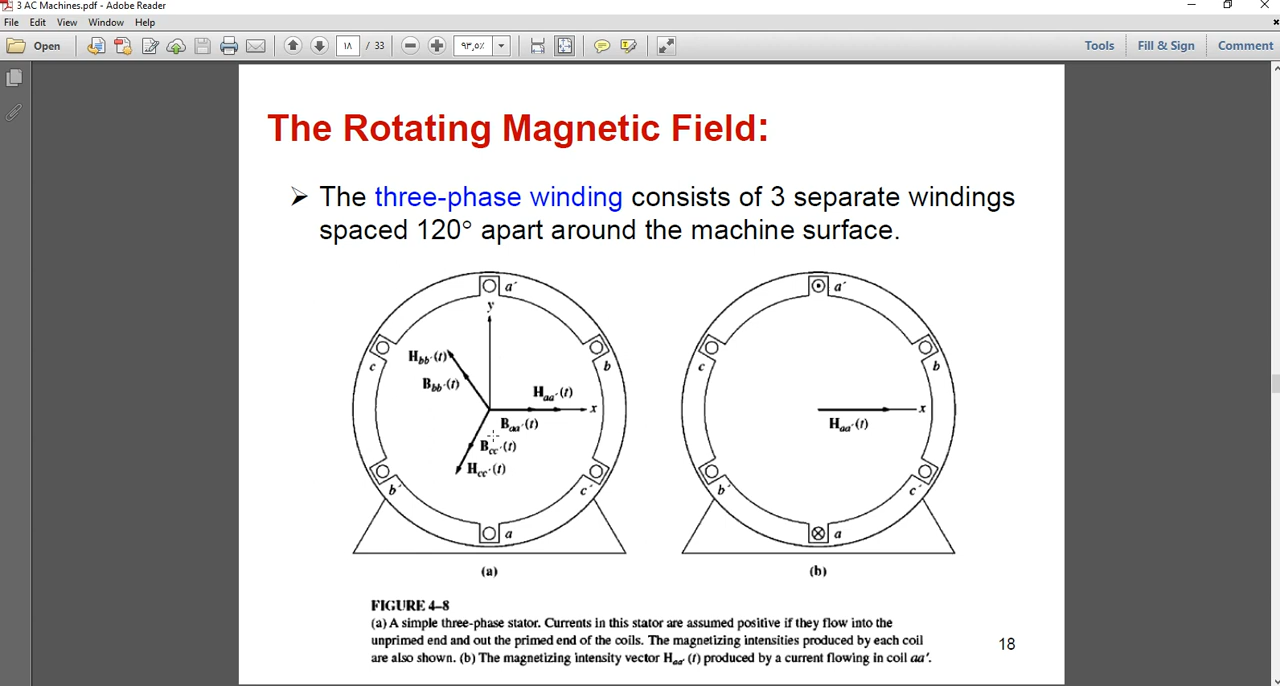 3 AC Machines.pdf - Adobe Reader
File Edit View Window Help
Open ١٨ / 33 ٩٣,٥٪ Tools Fill & Sign Comment
The Rotating Magnetic Field:
➢ The three-phase winding consists of 3 separate windings
spaced 120° apart around the machine surface.
a′ a′
y
c Hbb′(t) b c b
Bbb′(t)
Haa′(t)
x x
Baa′(t) Haa′(t)
Bcc′(t)
Hcc′(t)
b′ c′ b′ c′
a a
(a) (b)
FIGURE 4–8
(a) A simple three-phase stator. Currents in this stator are assumed positive if they flow into the
unprimed end and out the primed end of the coils. The magnetizing intensities produced by each coil
are also shown. (b) The magnetizing intensity vector Haa′ (t) produced by a current flowing in coil aa′.
18